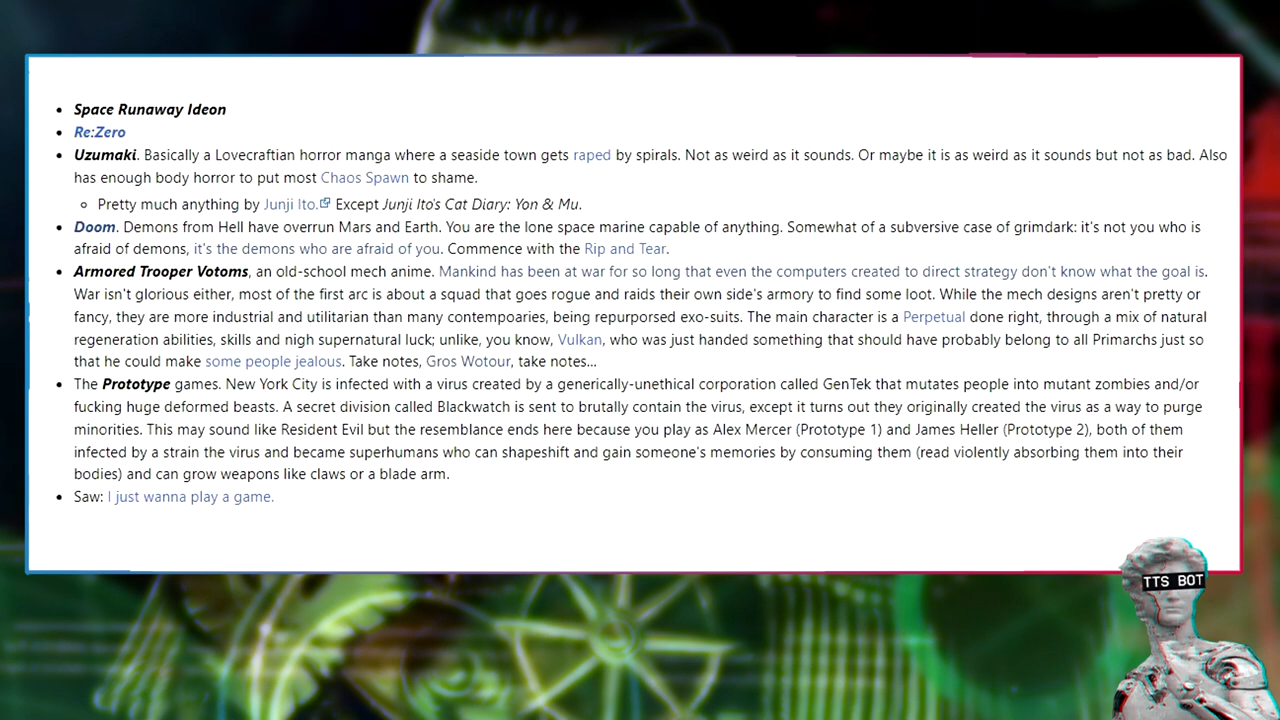 Space Runaway Ideon
Re:Zero
Uzumaki. Basically a Lovecraftian horror manga where a seaside town gets raped by spirals. Not as weird as it sounds. Or maybe it is as weird as it sounds but not as bad. Also
has enough body horror to put most Chaos Spawn to shame.
Pretty much anything by Junji Ito. Except Junji Ito's Cat Diary: Yon & Mu.
Doom. Demons from Hell have overrun Mars and Earth. You are the lone space marine capable of anything. Somewhat of a subversive case of grimdark: it's not you who is
afraid of demons, it's the demons who are afraid of you. Commence with the Rip and Tear.
Armored Trooper Votoms, an old-school mech anime. Mankind has been at war for so long that even the computers created to direct strategy don't know what the goal is.
War isn't glorious either, most of the first arc is about a squad that goes rogue and raids their own side's armory to find some loot. While the mech designs aren't pretty or
fancy, they are more industrial and utilitarian than many contempoaries, being repurporsed exo-suits. The main character is a Perpetual done right, through a mix of natural
regeneration abilities, skills and nigh supernatural luck; unlike, you know, Vulkan, who was just handed something that should have probably belong to all Primarchs just so
that he could make some people jealous. Take notes, Gros Wotour, take notes...
The Prototype games. New York City is infected with a virus created by a generically-unethical corporation called GenTek that mutates people into mutant zombies and/or
fucking huge deformed beasts. A secret division called Blackwatch is sent to brutally contain the virus, except it turns out they originally created the virus as a way to purge
minorities. This may sound like Resident Evil but the resemblance ends here because you play as Alex Mercer (Prototype 1) and James Heller (Prototype 2), both of them
infected by a strain the virus and became superhumans who can shapeshift and gain someone's memories by consuming them (read violently absorbing them into their
bodies) and can grow weapons like claws or a blade arm.
Saw: I just wanna play a game.
TTS BOT